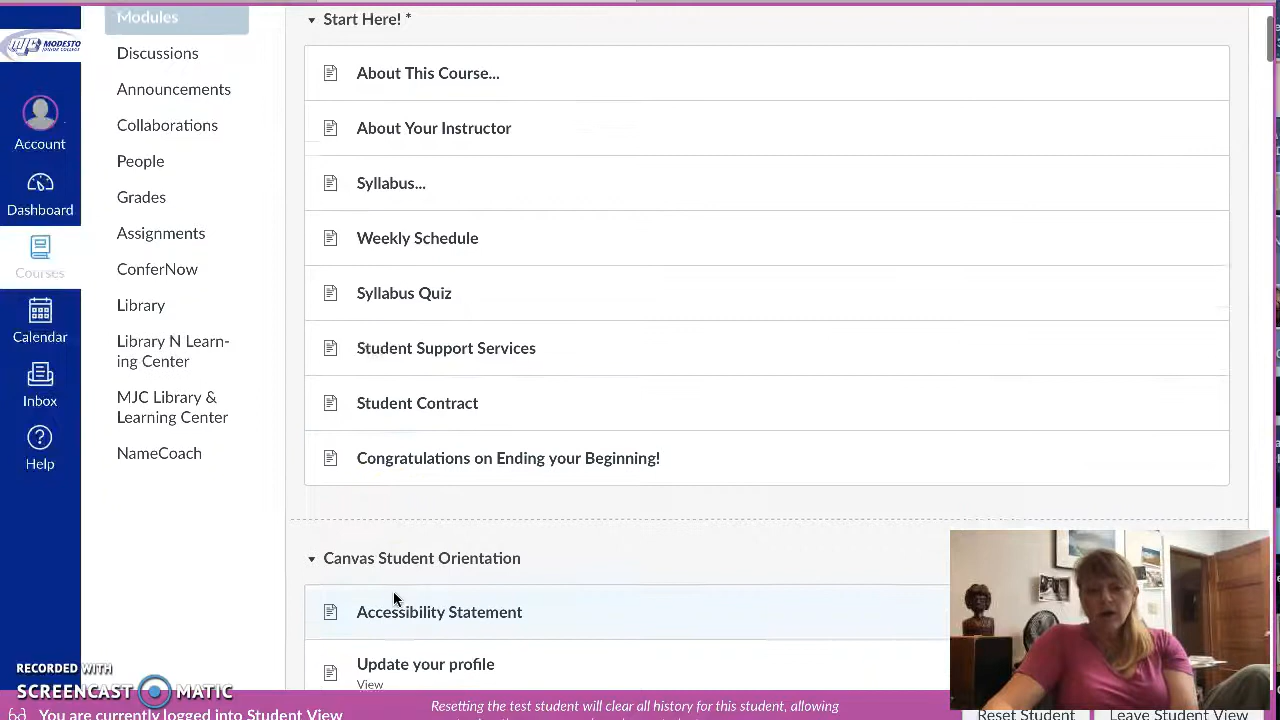 Modules
Discussions
Announcements
Collaborations
People
Grades
Assignments
ConferNow
Library
Library N Learn-
ing Center
MJC Library &
Learning Center
NameCoach
mjc MODESTO
Account
Dashboard
Courses
Calendar
Inbox
Help
Start Here! *
About This Course...
About Your Instructor
Syllabus...
Weekly Schedule
Syllabus Quiz
Student Support Services
Student Contract
Congratulations on Ending your Beginning!
Canvas Student Orientation
Accessibility Statement
Update your profile
View
RECORDED WITH
SCREENCAST MATIC
You are currently logged into Student View
Resetting the test student will clear all history for this student, allowing
Reset Student
Leave Student View